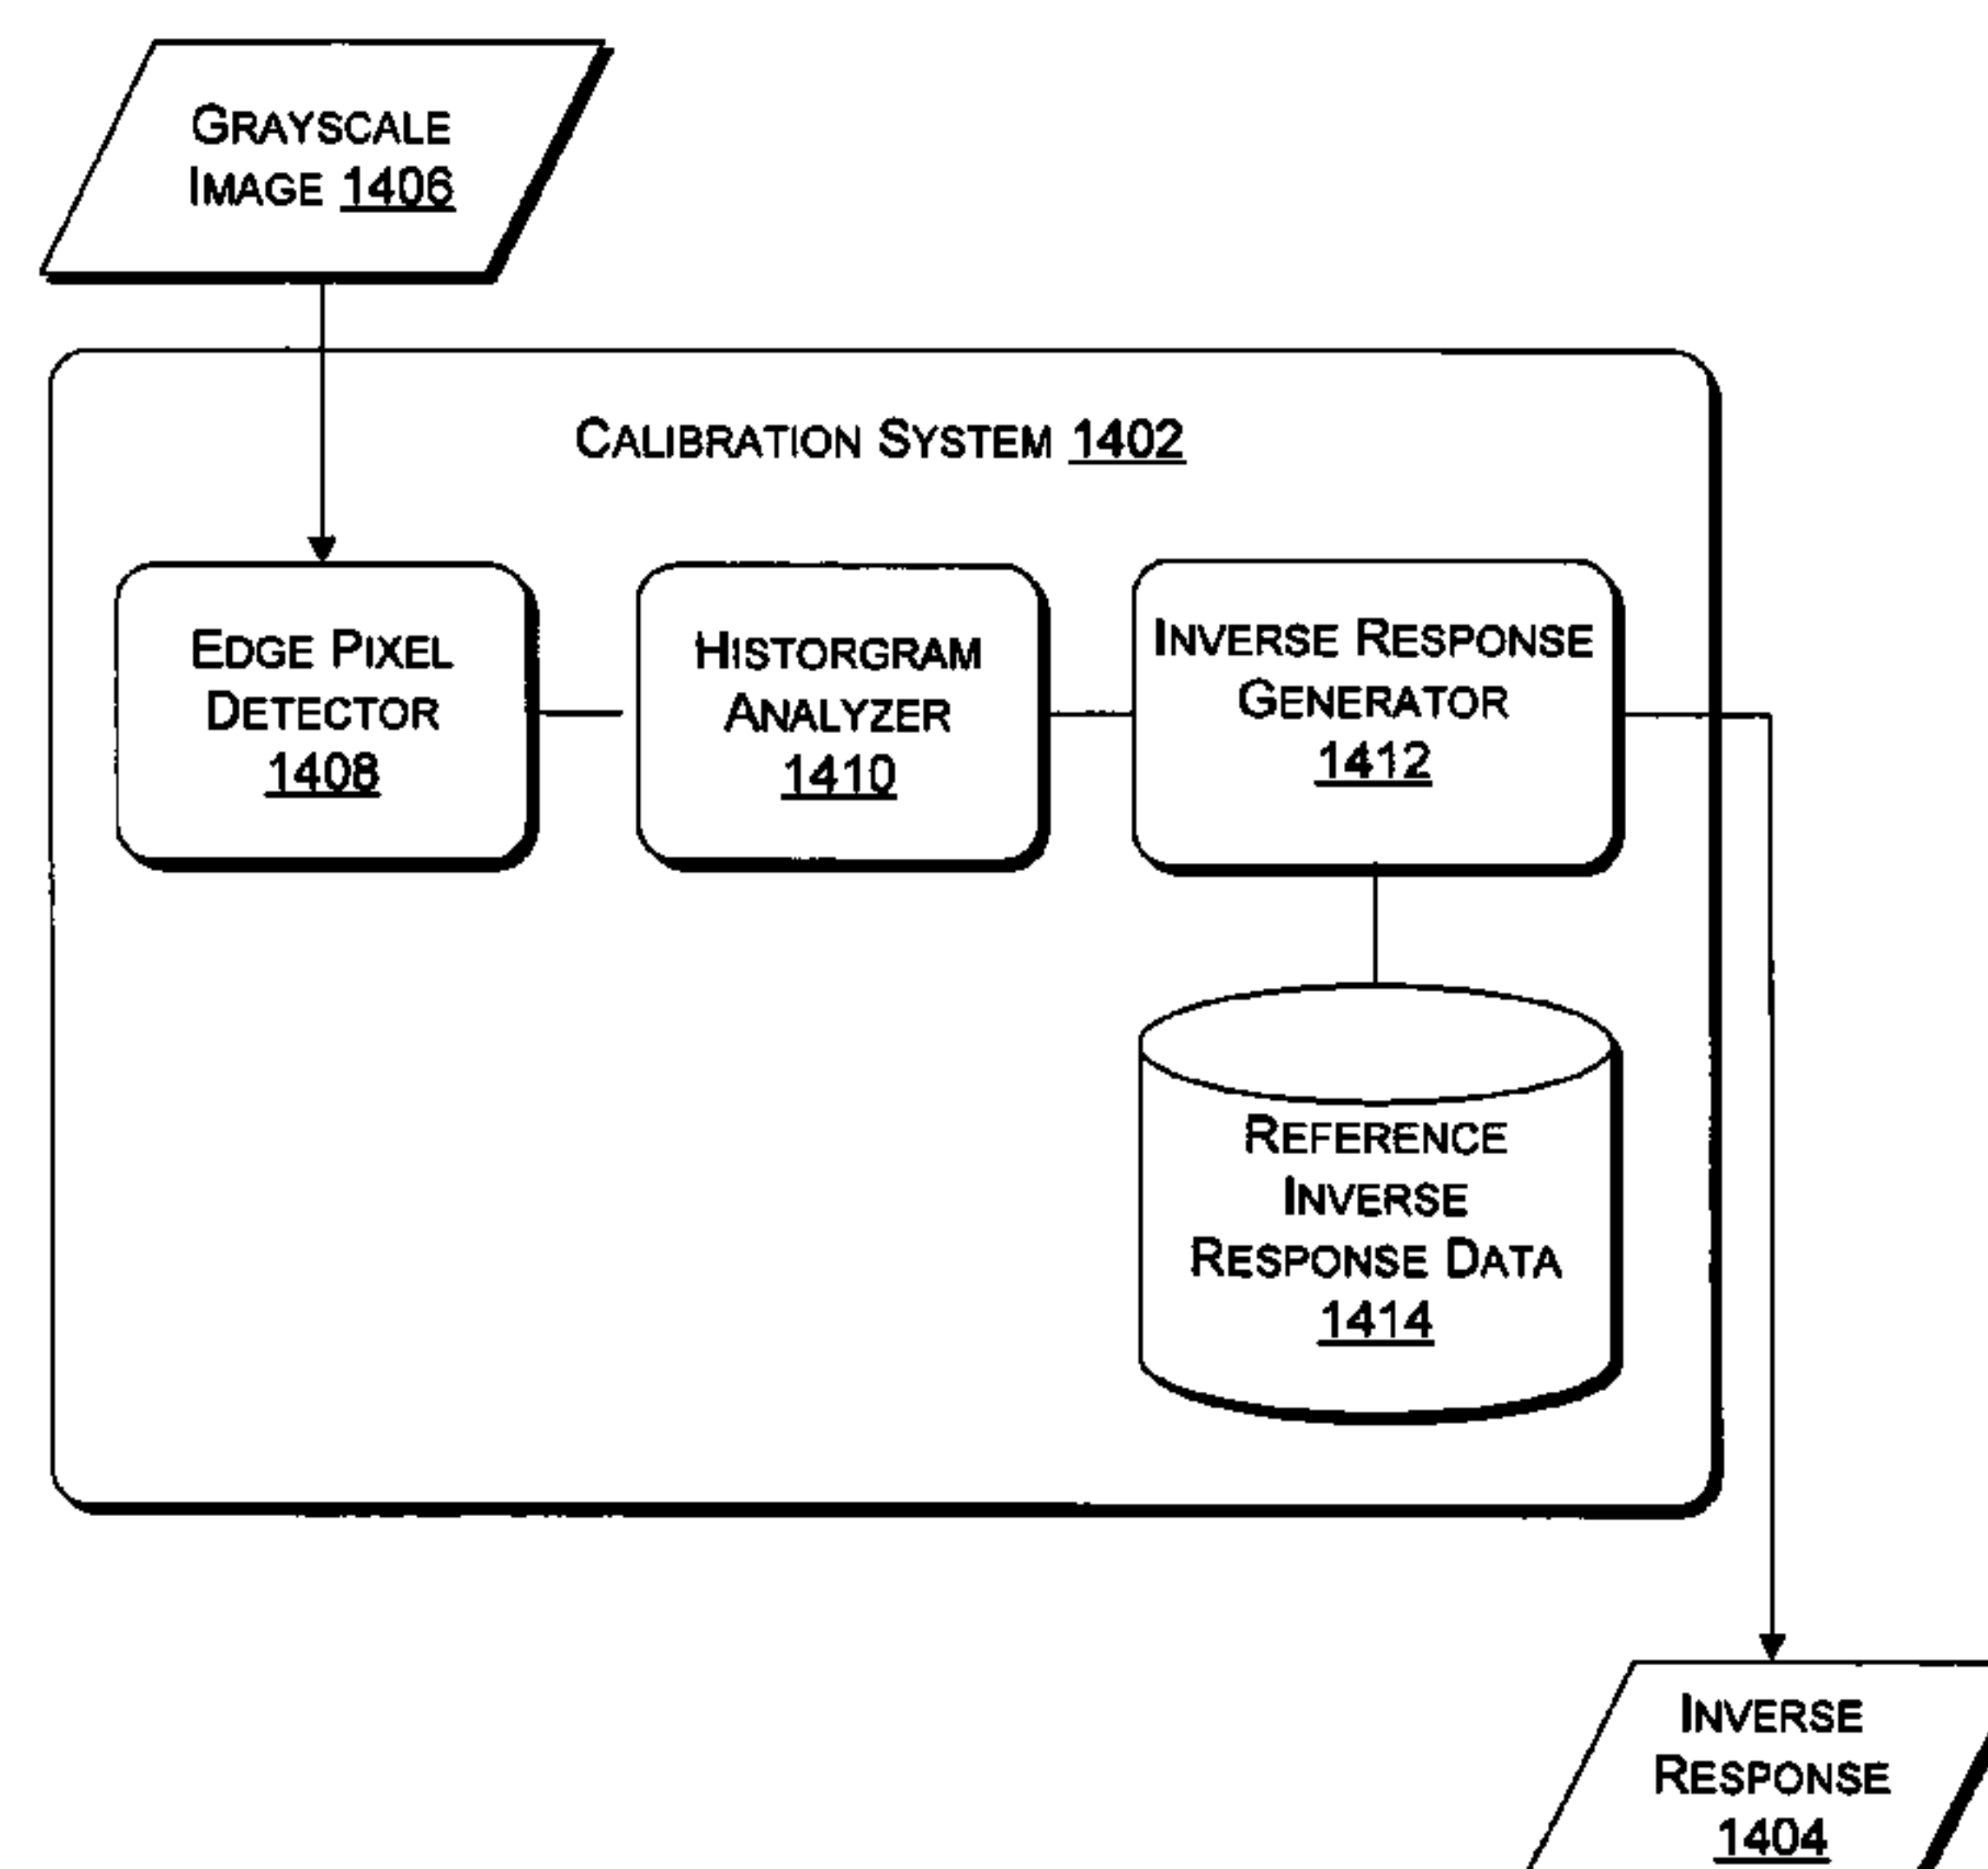 GRAYSCALE
IMAGE 1406
CALIBRATION SYSTEM 1402
EDGE PIXEL
DETECTOR
1408
HISTORGRAM
ANALYZER
1410
INVERSE RESPONSE
GENERATOR
1412
REFERENCE
INVERSE
RESPONSE DATA
1414
INVERSE
RESPONSE
1404